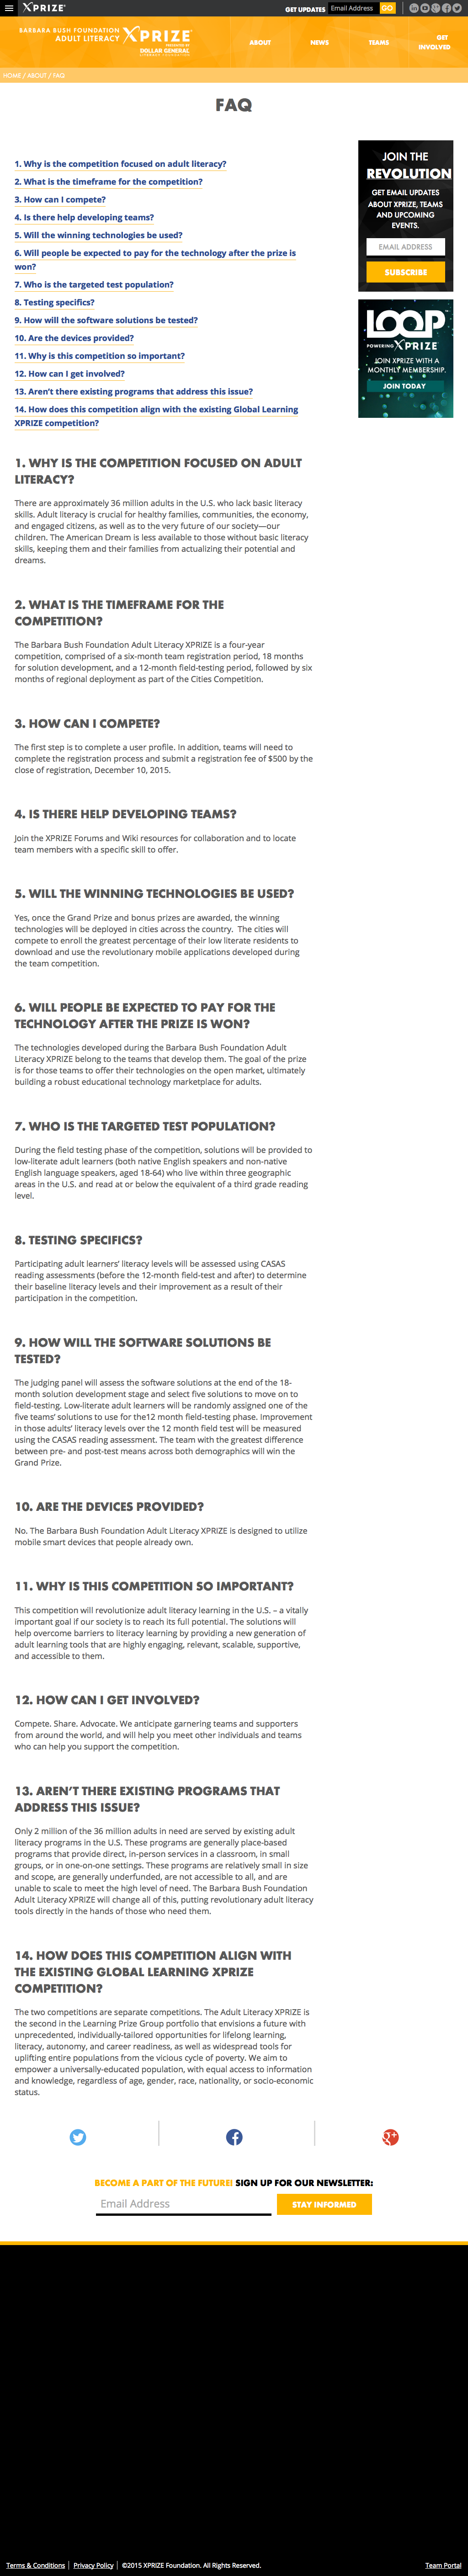 XPRIZE
GET UPDATES
Email Address
GO
BARBARA BUSH FOUNDATION
ADULT LITERACY XPRIZE
PRESENTED BY
DOLLAR GENERAL
LITERACY FOUNDATION
ABOUT
NEWS
TEAMS
GET
INVOLVED
HOME / ABOUT / FAQ
FAQ
1. Why is the competition focused on adult literacy?
2. What is the timeframe for the competition?
3. How can I compete?
4. Is there help developing teams?
5. Will the winning technologies be used?
6. Will people be expected to pay for the technology after the prize is
won?
7. Who is the targeted test population?
8. Testing specifics?
9. How will the software solutions be tested?
10. Are the devices provided?
11. Why is this competition so important?
12. How can I get involved?
13. Aren’t there existing programs that address this issue?
14. How does this competition align with the existing Global Learning
XPRIZE competition?
JOIN THE
REVOLUTION
GET EMAIL UPDATES
ABOUT XPRIZE, TEAMS
AND UPCOMING
EVENTS.
EMAIL ADDRESS
SUBSCRIBE
LOOP
POWERING XPRIZE
JOIN XPRIZE WITH A
MONTHLY MEMBERSHIP.
JOIN TODAY
1. WHY IS THE COMPETITION FOCUSED ON ADULT
LITERACY?
There are approximately 36 million adults in the U.S. who lack basic literacy
skills. Adult literacy is crucial for healthy families, communities, the economy,
and engaged citizens, as well as to the very future of our society—our
children. The American Dream is less available to those without basic literacy
skills, keeping them and their families from actualizing their potential and
dreams.
2. WHAT IS THE TIMEFRAME FOR THE
COMPETITION?
The Barbara Bush Foundation Adult Literacy XPRIZE is a four-year
competition, comprised of a six-month team registration period, 18 months
for solution development, and a 12-month field-testing period, followed by six
months of regional deployment as part of the Cities Competition.
3. HOW CAN I COMPETE?
The first step is to complete a user profile. In addition, teams will need to
complete the registration process and submit a registration fee of $500 by the
close of registration, December 10, 2015.
4. IS THERE HELP DEVELOPING TEAMS?
Join the XPRIZE Forums and Wiki resources for collaboration and to locate
team members with a specific skill to offer.
5. WILL THE WINNING TECHNOLOGIES BE USED?
Yes, once the Grand Prize and bonus prizes are awarded, the winning
technologies will be deployed in cities across the country.  The cities will
compete to enroll the greatest percentage of their low literate residents to
download and use the revolutionary mobile applications developed during
the team competition.
6. WILL PEOPLE BE EXPECTED TO PAY FOR THE
TECHNOLOGY AFTER THE PRIZE IS WON?
The technologies developed during the Barbara Bush Foundation Adult
Literacy XPRIZE belong to the teams that develop them. The goal of the prize
is for those teams to offer their technologies on the open market, ultimately
building a robust educational technology marketplace for adults.
7. WHO IS THE TARGETED TEST POPULATION?
During the field testing phase of the competition, solutions will be provided to
low-literate adult learners (both native English speakers and non-native
English language speakers, aged 18-64) who live within three geographic
areas in the U.S. and read at or below the equivalent of a third grade reading
level.
8. TESTING SPECIFICS?
Participating adult learners’ literacy levels will be assessed using CASAS
reading assessments (before the 12-month field-test and after) to determine
their baseline literacy levels and their improvement as a result of their
participation in the competition.
9. HOW WILL THE SOFTWARE SOLUTIONS BE
TESTED?
The judging panel will assess the software solutions at the end of the 18-
month solution development stage and select five solutions to move on to
field-testing. Low-literate adult learners will be randomly assigned one of the
five teams’ solutions to use for the12 month field-testing phase. Improvement
in those adults’ literacy levels over the 12 month field test will be measured
using the CASAS reading assessment. The team with the greatest difference
between pre- and post-test means across both demographics will win the
Grand Prize.
10. ARE THE DEVICES PROVIDED?
No. The Barbara Bush Foundation Adult Literacy XPRIZE is designed to utilize
mobile smart devices that people already own.
11. WHY IS THIS COMPETITION SO IMPORTANT?
This competition will revolutionize adult literacy learning in the U.S. – a vitally
important goal if our society is to reach its full potential. The solutions will
help overcome barriers to literacy learning by providing a new generation of
adult learning tools that are highly engaging, relevant, scalable, supportive,
and accessible to them.
12. HOW CAN I GET INVOLVED?
Compete. Share. Advocate. We anticipate garnering teams and supporters
from around the world, and will help you meet other individuals and teams
who can help you support the competition.
13. AREN’T THERE EXISTING PROGRAMS THAT
ADDRESS THIS ISSUE?
Only 2 million of the 36 million adults in need are served by existing adult
literacy programs in the U.S. These programs are generally place-based
programs that provide direct, in-person services in a classroom, in small
groups, or in one-on-one settings. These programs are relatively small in size
and scope, are generally underfunded, are not accessible to all, and are
unable to scale to meet the high level of need. The Barbara Bush Foundation
Adult Literacy XPRIZE will change all of this, putting revolutionary adult literacy
tools directly in the hands of those who need them.
14. HOW DOES THIS COMPETITION ALIGN WITH
THE EXISTING GLOBAL LEARNING XPRIZE
COMPETITION?
The two competitions are separate competitions. The Adult Literacy XPRIZE is
the second in the Learning Prize Group portfolio that envisions a future with
unprecedented, individually-tailored opportunities for lifelong learning,
literacy, autonomy, and career readiness, as well as widespread tools for
uplifting entire populations from the vicious cycle of poverty. We aim to
empower a universally-educated population, with equal access to information
and knowledge, regardless of age, gender, race, nationality, or socio-economic
status.
BECOME A PART OF THE FUTURE! SIGN UP FOR OUR NEWSLETTER:
Email Address
STAY INFORMED
Terms & Conditions | Privacy Policy | ©2015 XPRIZE Foundation. All Rights Reserved.
Team Portal